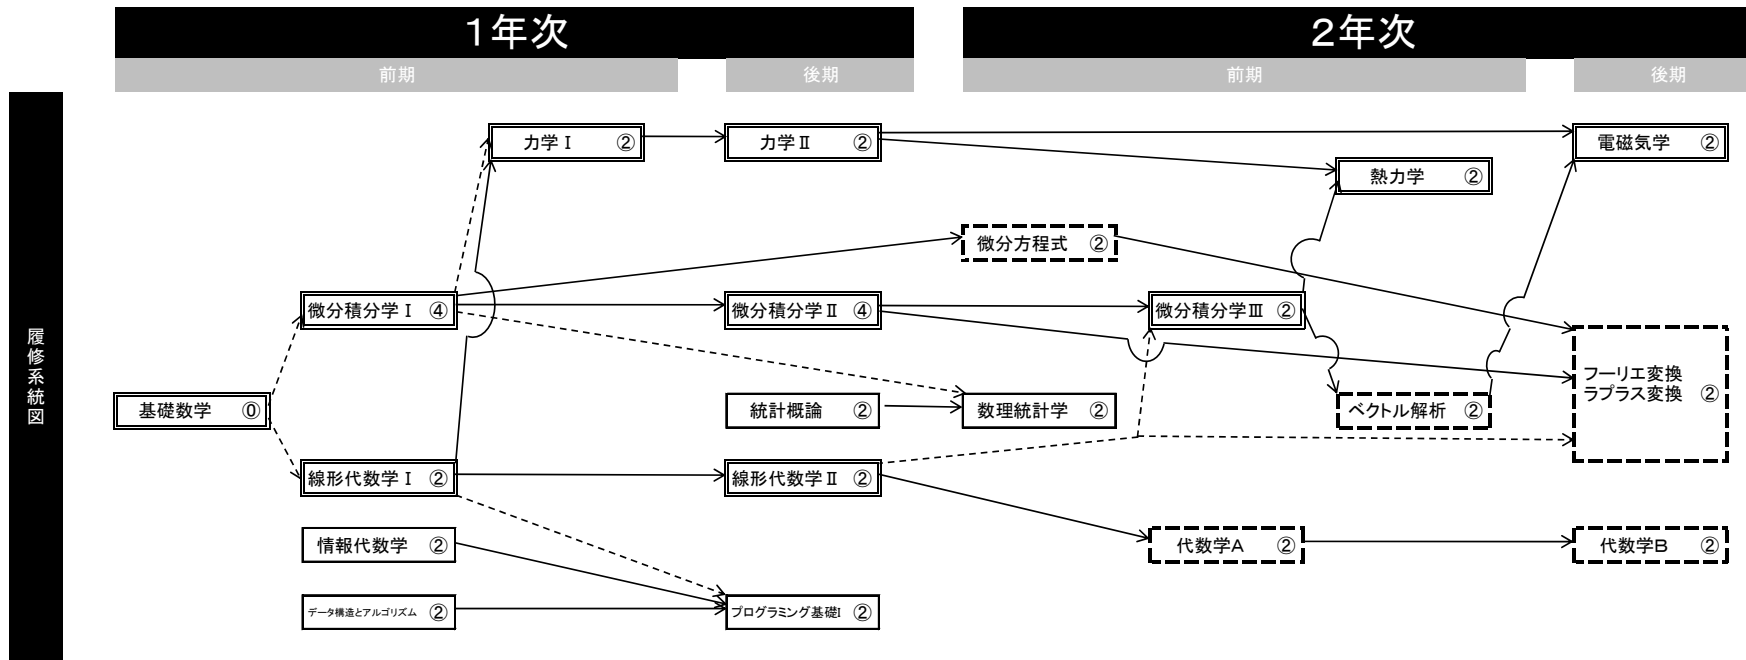 １年次
２年次
前期
後期
前期
後期
履修系統図
力学Ⅰ ②
力学Ⅱ ②
電磁気学 ②
熱力学 ②
微分方程式 ②
微分積分学Ⅰ ④
微分積分学Ⅱ ④
微分積分学Ⅲ ②
フーリエ変換
ラプラス変換 ②
基礎数学 ⓪
統計概論 ②
数理統計学 ②
ベクトル解析 ②
線形代数学Ⅰ ②
線形代数学Ⅱ ②
情報代数学 ②
代数学A ②
代数学B ②
データ構造とアルゴリズム ②
プログラミング基礎Ⅰ ②